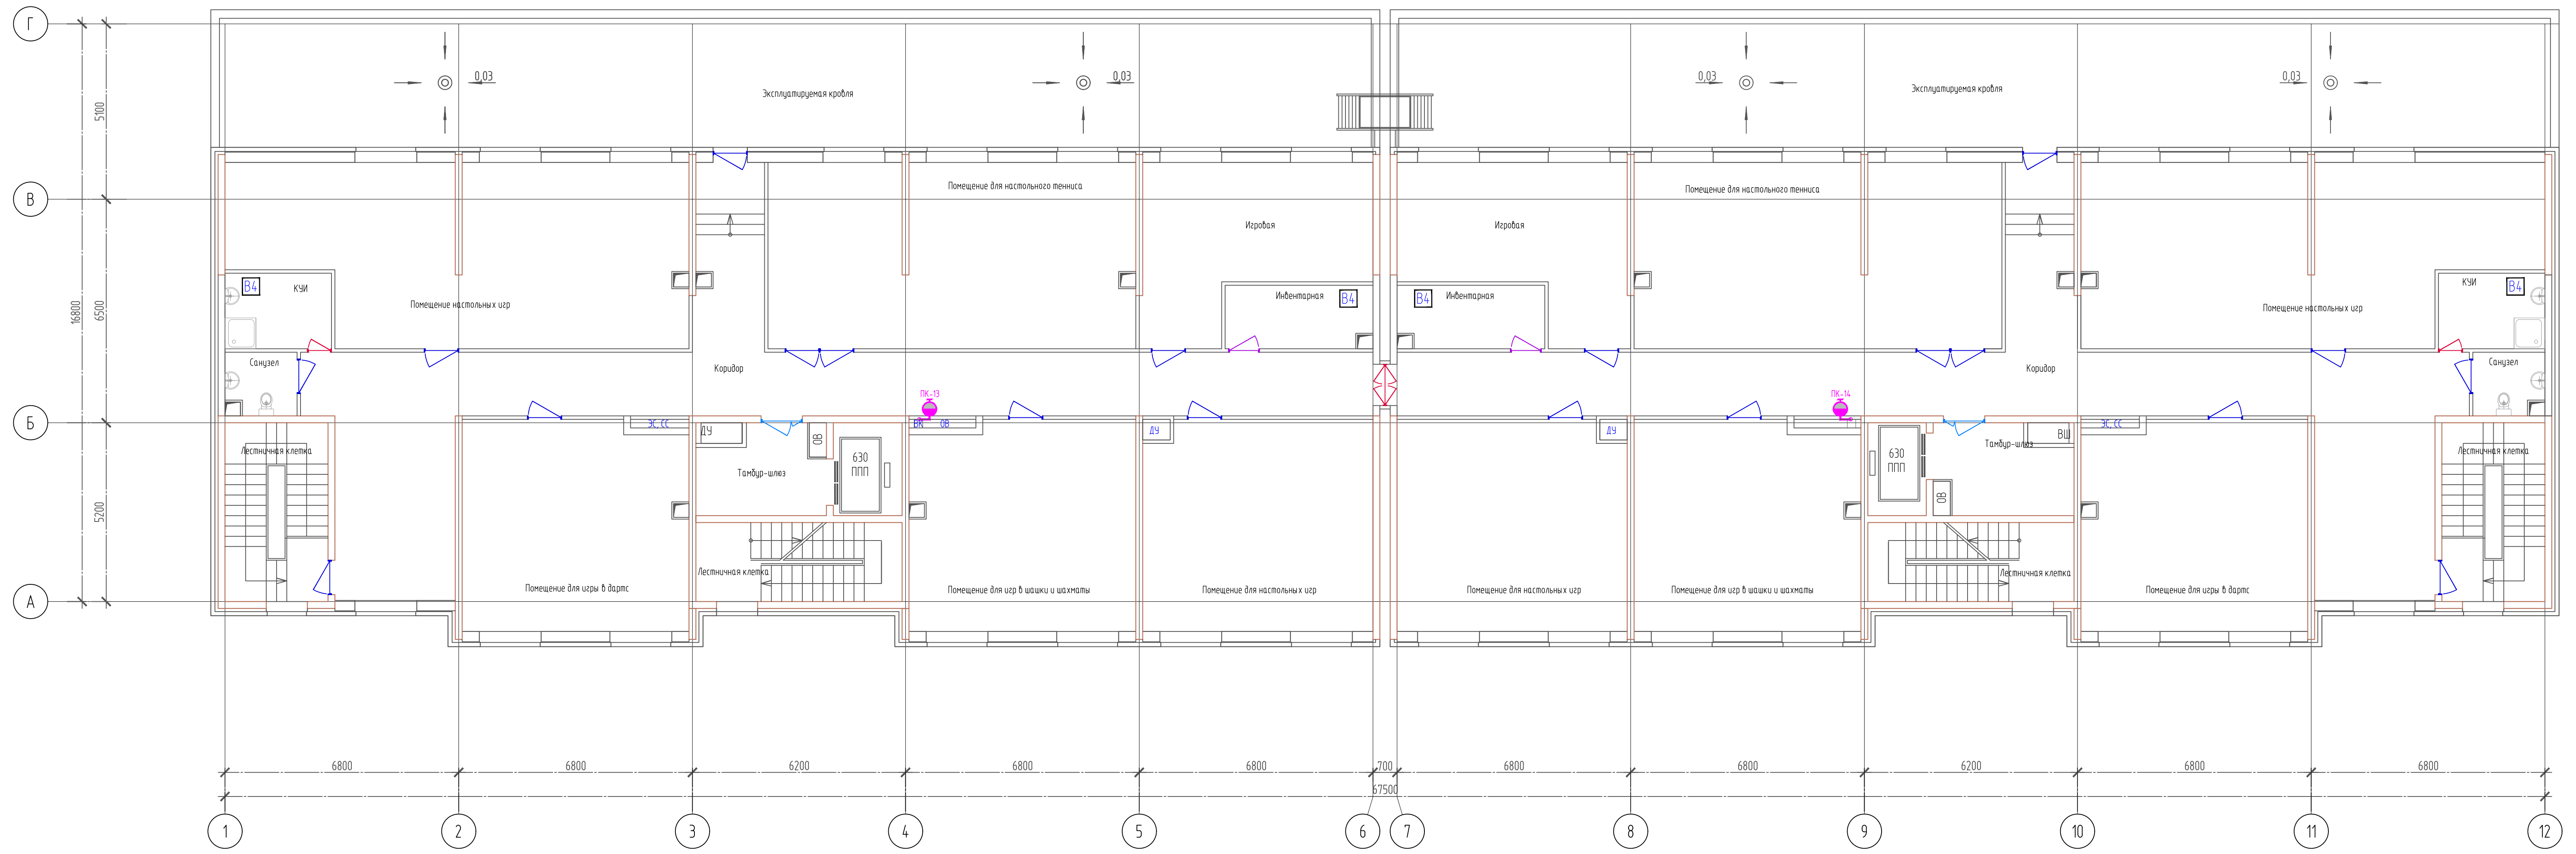 Г
0,03
0,03
0,03
0,03
Эксплуатируемая кровля
Эксплуатируемая кровля
5100
В
Помещение для настольного тенниса
Помещение для настольного тенниса
Игровая
Игровая
16800
6500
В4
КУИ
Помещение настольных игр
Инвентарная
В4
В4
Инвентарная
Помещение настольных игр
КУИ
В4
Санузел
Коридор
Коридор
Санузел
ПК-13
ПК-14
Б
ЭС, СС
ДУ
ОВ
ВК
ОВ
ДУ
ДУ
ВШ
ЭС, СС
Лестничная клетка
Тамбур-шлюз
630
ППП
630
ППП
Тамбур-шлюз
Лестничная клетка
ОВ
5200
Лестничная клетка
Лестничная клетка
Помещение для игры в дартс
Помещение для игр в шашки и шахматы
Помещение для настольных игр
Помещение для настольных игр
Помещение для игр в шашки и шахматы
Помещение для игры в дартс
А
6800
6800
6200
6800
6800
700
6800
6800
6200
6800
6800
67500
1
2
3
4
5
6
7
8
9
10
11
12